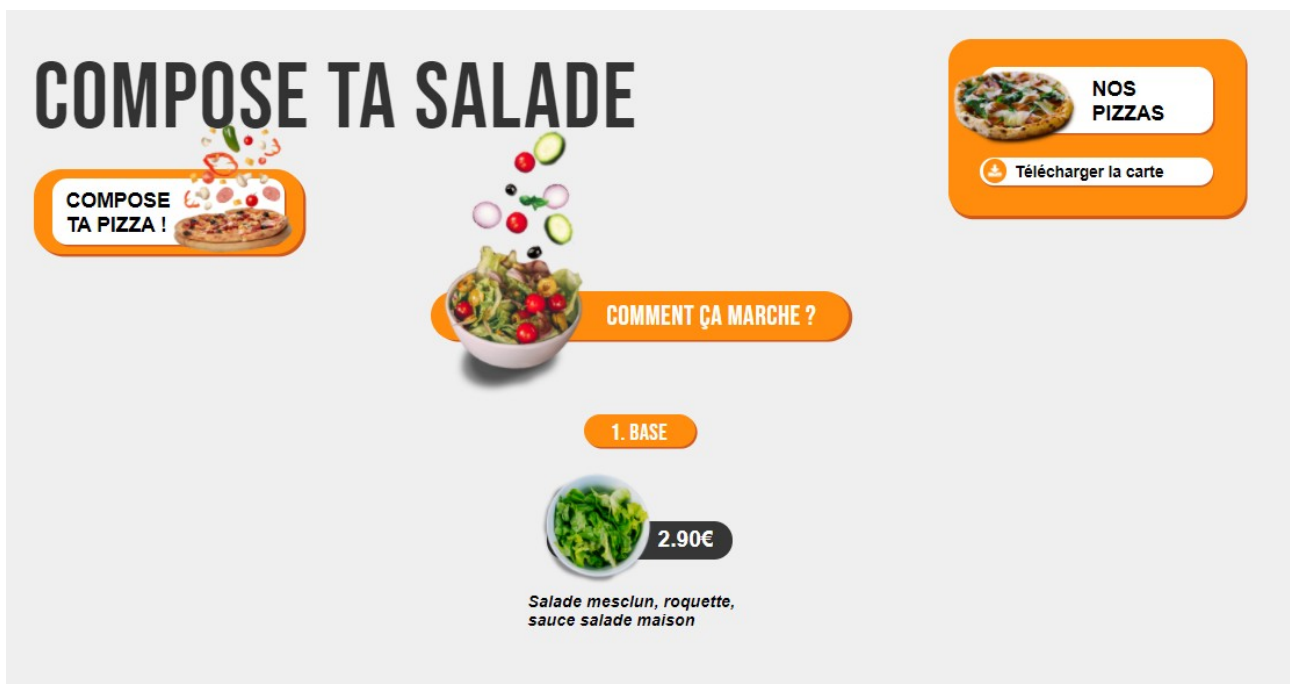 COMPOSE TA SALADE
NOS
PIZZAS
Télécharger la carte
COMPOSE
TA PIZZA !
COMMENT ÇA MARCHE ?
1. BASE
2.90€
Salade mesclun, roquette,
sauce salade maison